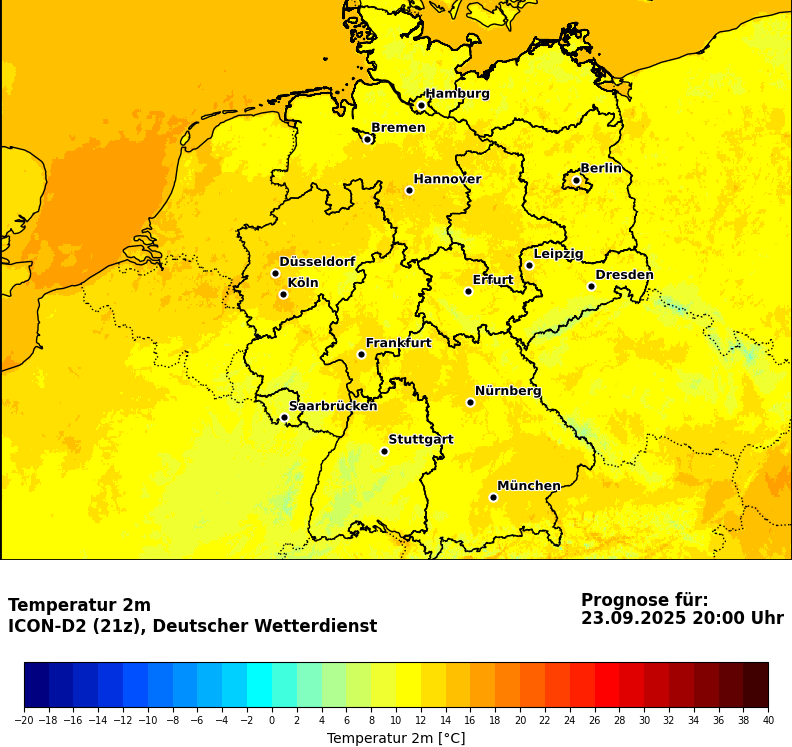 Hamburg
Bremen
Berlin
Hannover
Leipzig
Düsseldorf
Dresden
Köln
Erfurt
Frankfurt
Nürnberg
Saarbrücken
Stuttgart
München
Temperatur 2m
ICON-D2 (21z), Deutscher Wetterdienst
Prognose für:
23.09.2025 20:00 Uhr
−20 −18 −16 −14 −12 −10 −8 −6 −4 −2 0 2 4 6 8 10 12 14 16 18 20 22 24 26 28 30 32 34 36 38 40
Temperatur 2m [°C]